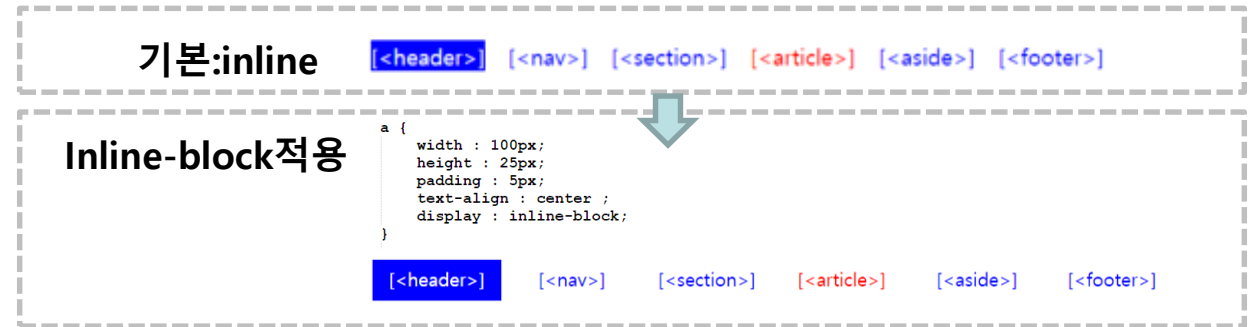 기본:inline [<header>] [<nav>] [<section>] [<article>] [<aside>] [<footer>]
Inline-block적용
a {
    width : 100px;
    height : 25px;
    padding : 5px;
    text-align : center ;
    display : inline-block;
}
[<header>] [<nav>] [<section>] [<article>] [<aside>] [<footer>]